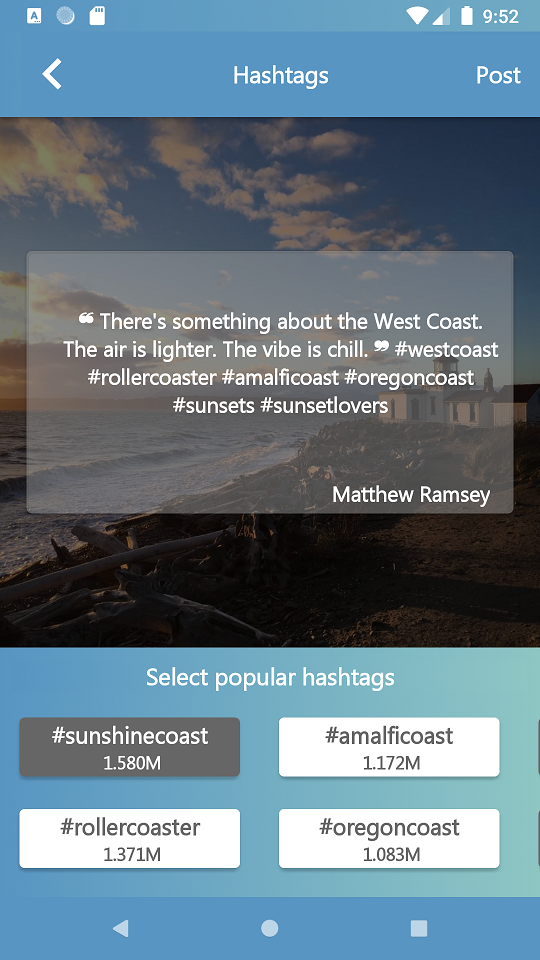 9:52
Hashtags
Post
❝ There's something about the West Coast.
The air is lighter. The vibe is chill. ❞ #westcoast
#rollercoaster #amalficoast #oregoncoast
#sunsets #sunsetlovers
Matthew Ramsey
Select popular hashtags
#sunshinecoast
1.580M
#amalficoast
1.172M
#rollercoaster
1.371M
#oregoncoast
1.083M